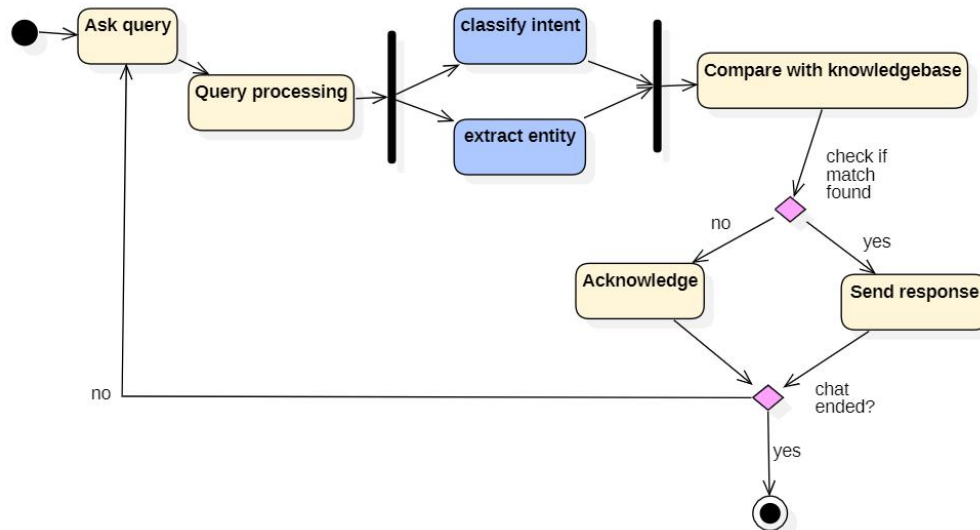 Ask query
classify intent
Query processing
Compare with knowledgebase
extract entity
check if
match
found
no
yes
Acknowledge
Send response
no
chat
ended?
yes